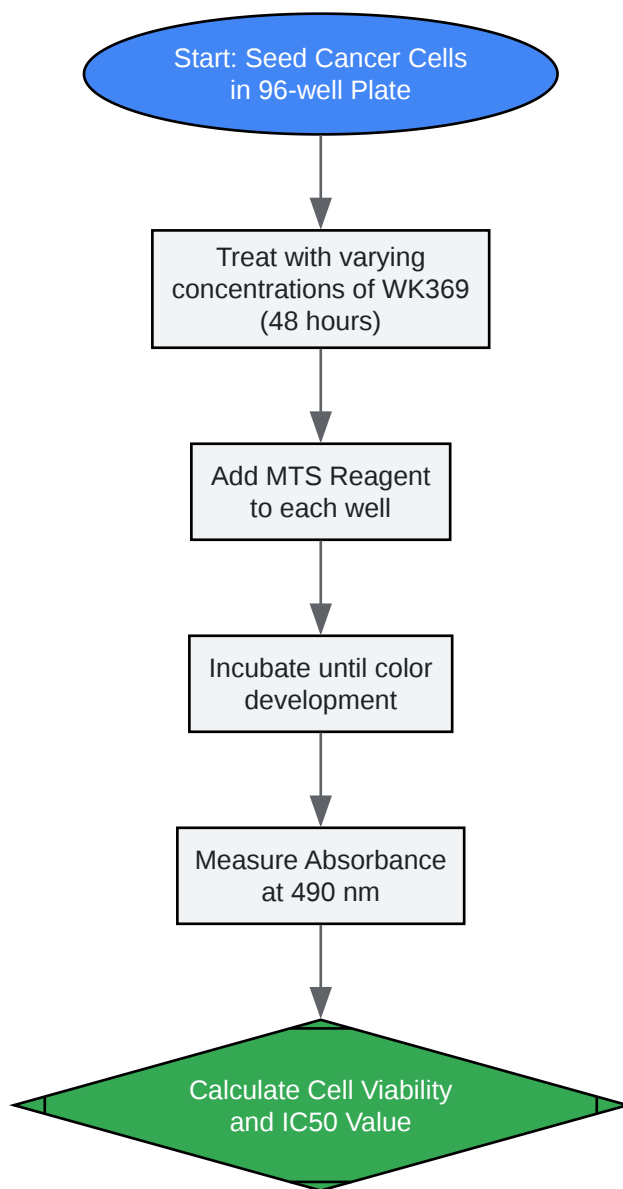 Start: Seed Cancer Cells
in 96-well Plate
Treat with varying
concentrations of WK369
(48 hours)
Add MTS Reagent
to each well
Incubate until color
development
Measure Absorbance
at 490 nm
Calculate Cell Viability
and IC50 Value